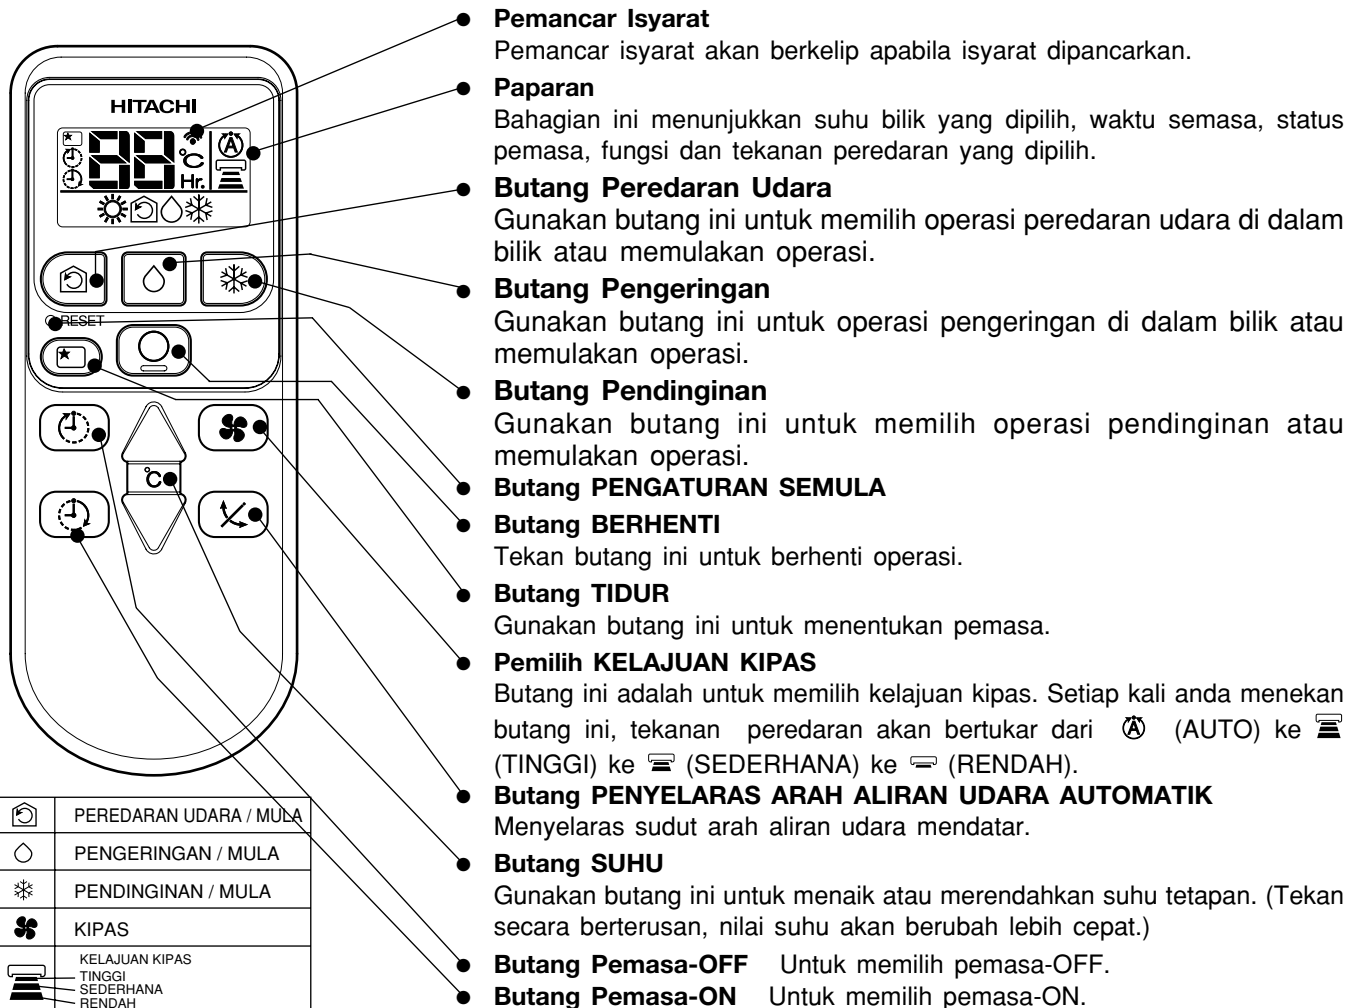 Pemancar Isyarat
Pemancar isyarat akan berkelip apabila isyarat dipancarkan.
Paparan
Bahagian ini menunjukkan suhu bilik yang dipilih, waktu semasa, status
pemasa, fungsi dan tekanan peredaran yang dipilih.
Butang Peredaran Udara
Gunakan butang ini untuk memilih operasi peredaran udara di dalam
bilik atau memulakan operasi.
Butang Pengeringan
Gunakan butang ini untuk operasi pengeringan di dalam bilik atau
memulakan operasi.
Butang Pendinginan
Gunakan butang ini untuk memilih operasi pendinginan atau
memulakan operasi.
Butang PENGATURAN SEMULA
Butang BERHENTI
Tekan butang ini untuk berhenti operasi.
Butang TIDUR
Gunakan butang ini untuk menentukan pemasa.
Pemilih KELAJUAN KIPAS
Butang ini adalah untuk memilih kelajuan kipas. Setiap kali anda menekan
butang ini, tekanan peredaran akan bertukar dari (A) (AUTO) ke
(TINGGI) ke (SEDERHANA) ke (RENDAH).
Butang PENYELARAS ARAH ALIRAN UDARA AUTOMATIK
Menyelaras sudut arah aliran udara mendatar.
Butang SUHU
Gunakan butang ini untuk menaik atau merendahkan suhu tetapan. (Tekan
secara berterusan, nilai suhu akan berubah lebih cepat.)
Butang Pemasa-OFF Untuk memilih pemasa-OFF.
Butang Pemasa-ON Untuk memilih pemasa-ON.
HITACHI
88 °C
Hr.
A
RESET
°C
PEREDARAN UDARA / MULA
PENGERINGAN / MULA
PENDINGINAN / MULA
KIPAS
KELAJUAN KIPAS
TINGGI
SEDERHANA
RENDAH